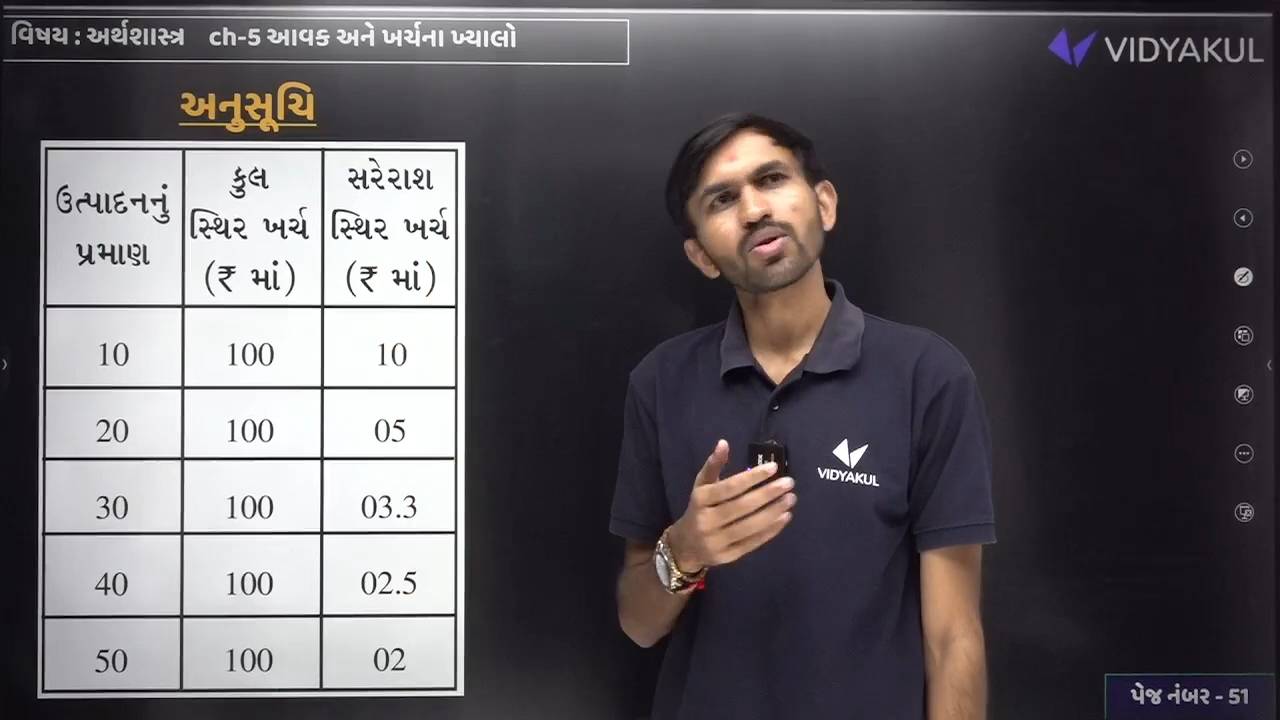 વિષય : અર્થશાસ્ત્ર ch-5 આવક અને ખર્ચના ખ્યાલો
VIDYAKUL
અનુસૂચિ
ઉત્પાદનનું
પ્રમાણ
કુલ
સ્થિર ખર્ચ
(₹ માં)
સરેરાશ
સ્થિર ખર્ચ
(₹ માં)
10 100 10
20 100 05
30 100 03.3
40 100 02.5
50 100 02
VIDYAKUL
પેજ નંબર - 51